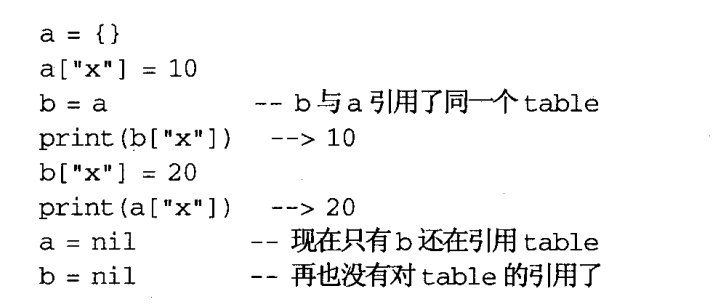 a = {}
a["x"] = 10
b = a -- b与a引用了同一个table
print(b["x"]) --> 10
b["x"] = 20
print(a["x"]) --> 20
a = nil -- 现在只有b还在引用table
b = nil -- 再也没有对table的引用了